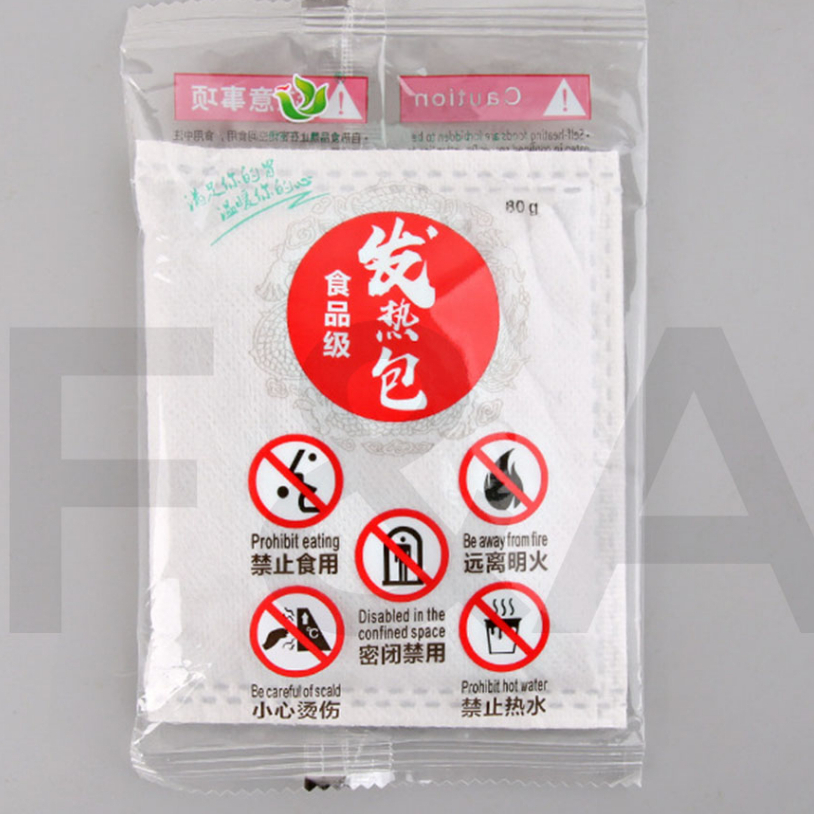 注意事项
Caution
满足你的胃
温暖你的心
80g
发热包
食品级
Prohibit eating
禁止食用
Be away from fire
远离明火
Disabled in the
confined space
密闭禁用
°C
Be careful of scald
小心烫伤
Prohibit hot water
禁止热水
F&A